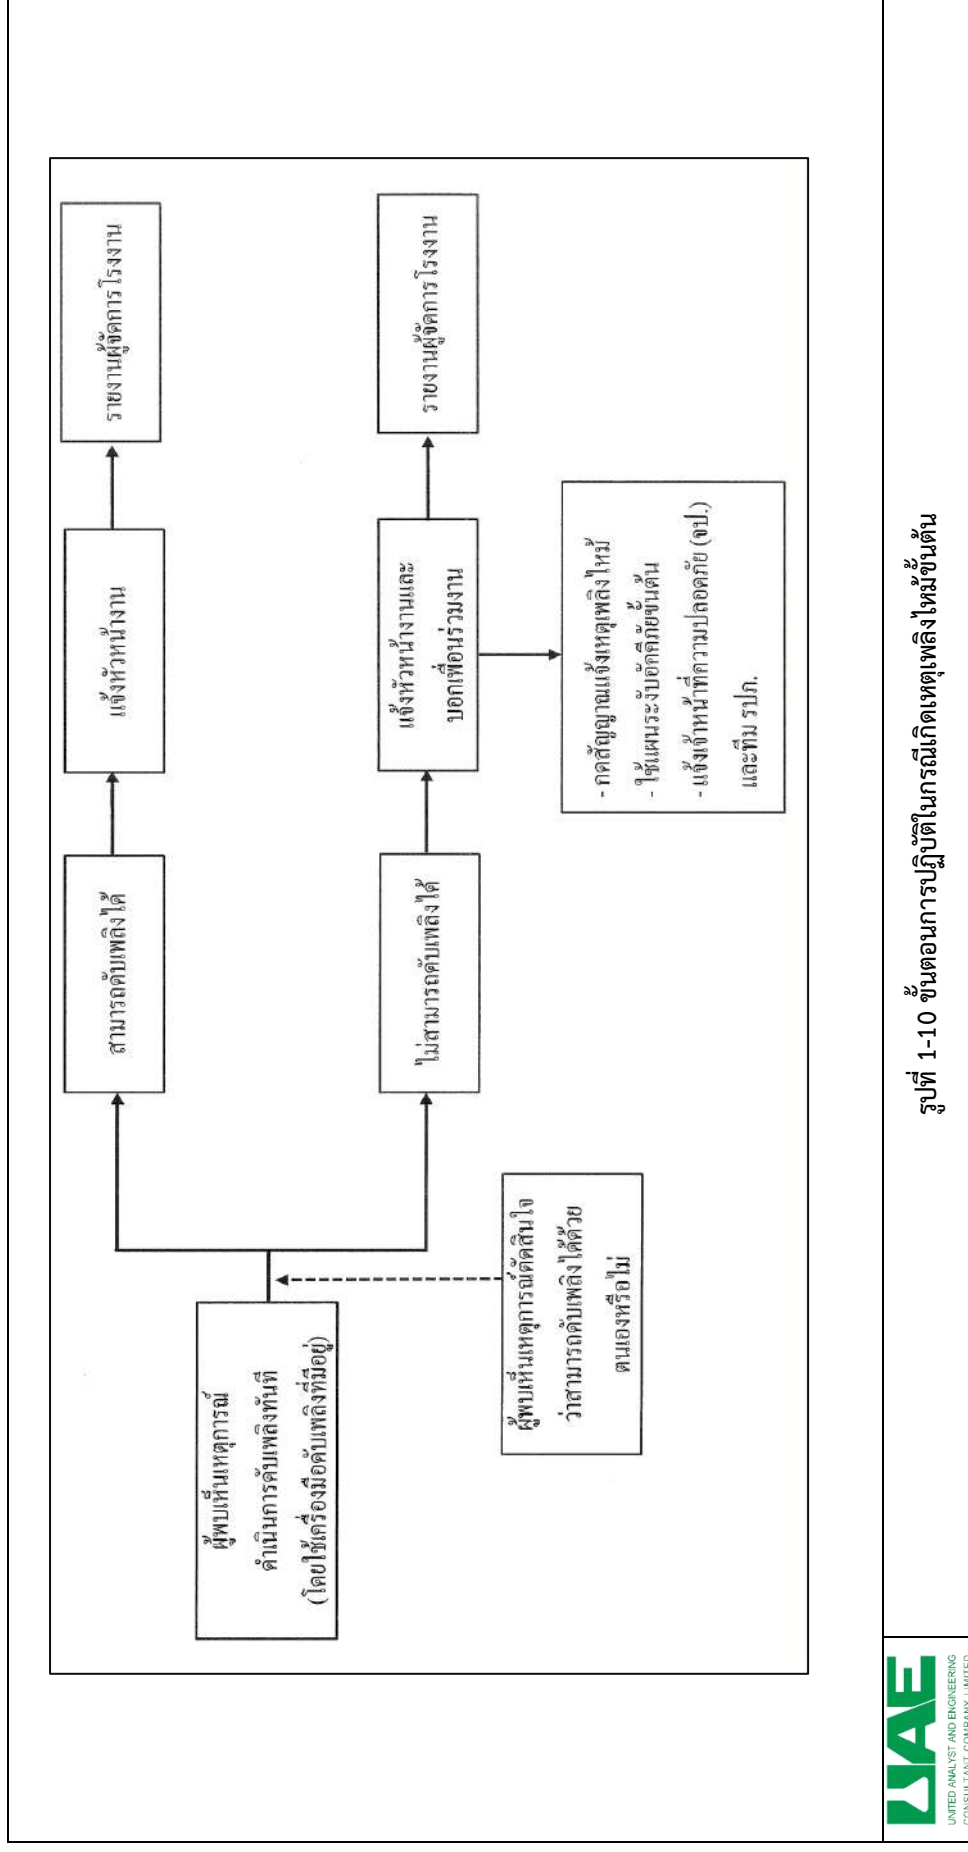 ผู้พบเห็นเหตุการณ์
ดำเนินการดับเพลิงทันที
(โดยใช้เครื่องมือดับเพลิงที่มีอยู่)
ผู้พบเห็นเหตุการณ์ตัดสินใจ
ว่าสามารถดับเพลิงได้ด้วย
ตนเองหรือไม่
สามารถดับเพลิงได้
แจ้งหัวหน้างาน
รายงานผู้จัดการโรงงาน
ไม่สามารถดับเพลิงได้
แจ้งหัวหน้างานและ
บอกเพื่อนร่วมงาน
รายงานผู้จัดการโรงงาน
- กดสัญญาณแจ้งเหตุเพลิงไหม้
- ใช้แผนระงับอัคคีภัยขั้นต้น
- แจ้งเจ้าหน้าที่ความปลอดภัย (จป.)
และทีม รปภ.
UAE
UNITED ANALYST AND ENGINEERING
CONSULTANT COMPANY LIMITED
รูปที่ 1-10 ขั้นตอนการปฏิบัติในกรณีเกิดเหตุเพลิงไหม้ขั้นต้น